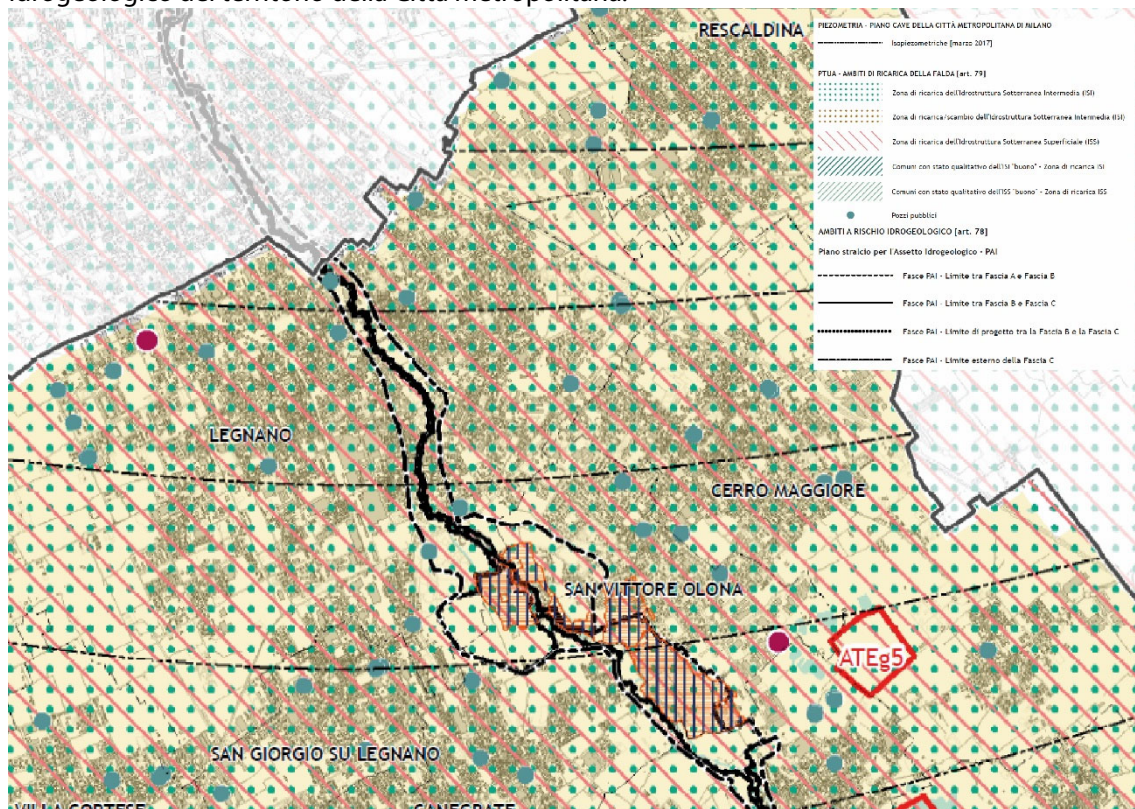 idrogeologico del territorio della Città metropolitana.
RESCALDINA
PIEZOMETRIA - PIANO CAVE DELLA CITTÀ METROPOLITANA DI MILANO
Isopiezometriche [marzo 2017]
PTUA - AMBITI DI RICARICA DELLA FALDA [art. 79]
Zona di ricarica dell'Idrostruttura Sotterranea Intermedia (ISI)
Zona di ricarica/scambio dell'Idrostruttura Sotterranea Intermedia (ISI)
Zona di ricarica dell'Idrostruttura Sotterranea Superficiale (ISS)
Comuni con stato qualitativo dell'ISI "buono" - Zona di ricarica ISI
Comuni con stato qualitativo dell'ISS "buono" - Zona di ricarica ISS
Pozzi pubblici
AMBITI A RISCHIO IDROGEOLOGICO [art. 78]
Piano stralcio per l'Assetto Idrogeologico - PAI
Fasce PAI - Limite tra Fascia A e Fascia B
Fasce PAI - Limite tra Fascia B e Fascia C
Fasce PAI - Limite di progetto tra la Fascia B e la Fascia C
Fasce PAI - Limite esterno della Fascia C
LEGNANO
CERRO MAGGIORE
SAN VITTORE OLONA
ATEg5
SAN GIORGIO SU LEGNANO
VILLA CORTESE
CANEGRATE